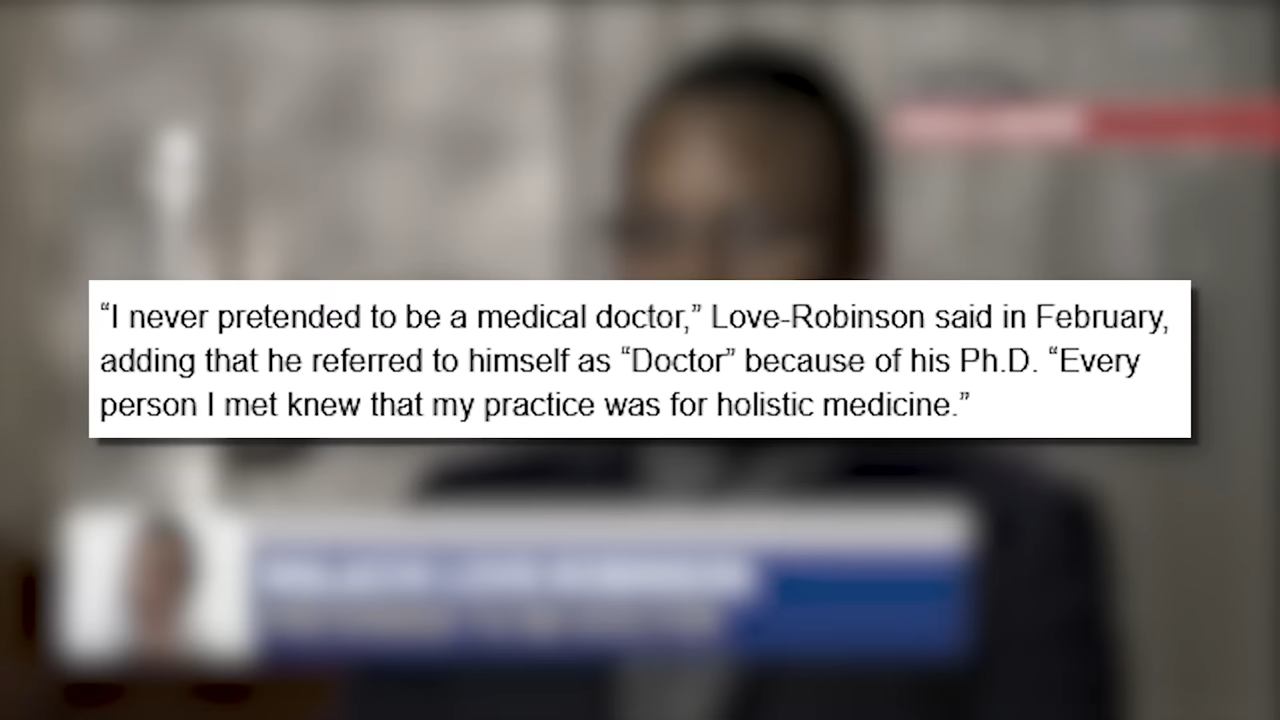 “I never pretended to be a medical doctor,” Love-Robinson said in February,
adding that he referred to himself as “Doctor” because of his Ph.D. “Every
person I met knew that my practice was for holistic medicine.”